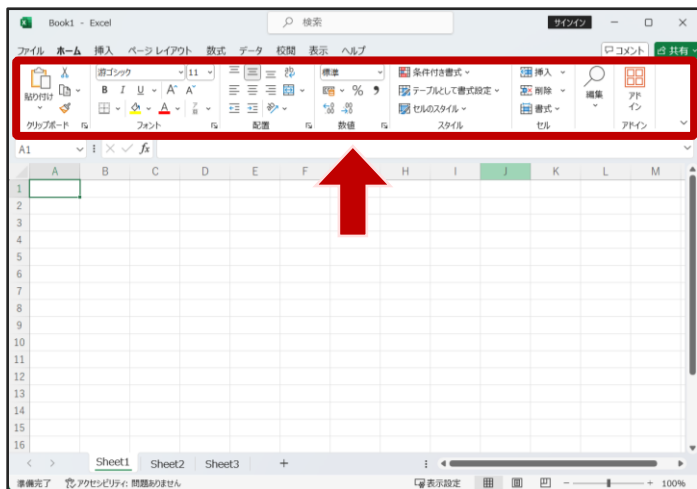 Book1 - Excel
検索
サインイン
ファイル ホーム 挿入 ページ レイアウト 数式 データ 校閲 表示 ヘルプ
コメント 共有
游ゴシック 11 標準 条件付き書式 挿入
貼り付け B I U A A % 9 テーブルとして書式設定 削除 編集 アドイン
A セルのスタイル 書式
クリップボード フォント 配置 数値 スタイル セル アドイン
A1 fx
A B C D E F H I J K L M
1
2
3
4
5
6
7
8
9
10
11
12
13
14
15
16
Sheet1 Sheet2 Sheet3 +
準備完了 アクセシビリティ: 問題ありません 表示設定 - + 100%